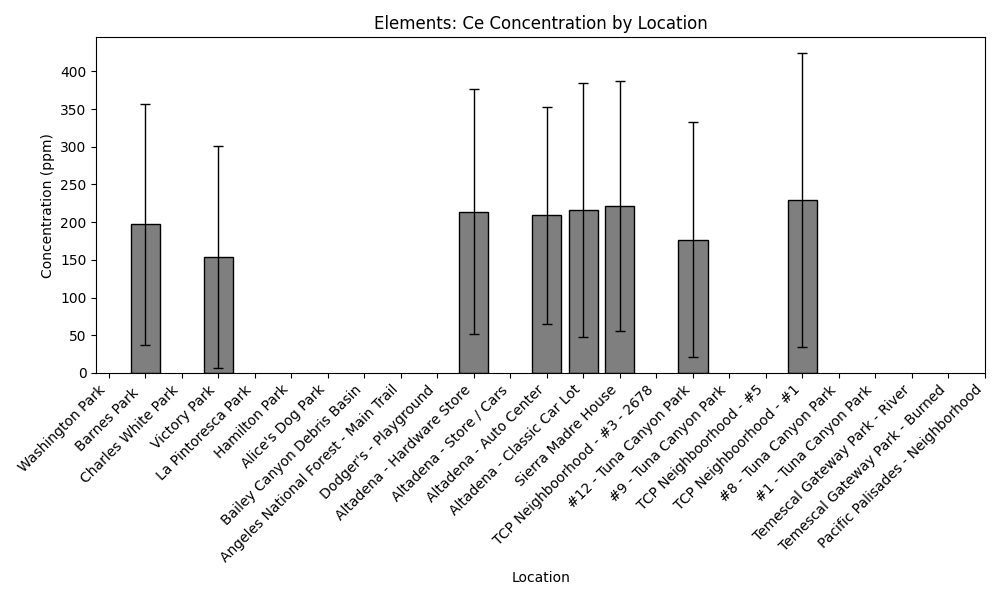 Elements: Ce Concentration by Location
Concentration (ppm)
400
350
300
250
200
150
100
50
0
Washington Park
Barnes Park
Charles White Park
Victory Park
La Pintoresca Park
Hamilton Park
Alice's Dog Park
Bailey Canyon Debris Basin
Angeles National Forest - Main Trail
Dodger's - Playground
Altadena - Hardware Store
Altadena - Store / Cars
Altadena - Auto Center
Altadena - Classic Car Lot
Sierra Madre House
TCP Neighboorhood - #3 - 2678
#12 - Tuna Canyon Park
#9 - Tuna Canyon Park
TCP Neighboorhood - #5
TCP Neighboorhood - #1
#8 - Tuna Canyon Park
#1 - Tuna Canyon Park
Temescal Gateway Park - River
Temescal Gateway Park - Burned
Pacific Palisades - Neighborhood
Location